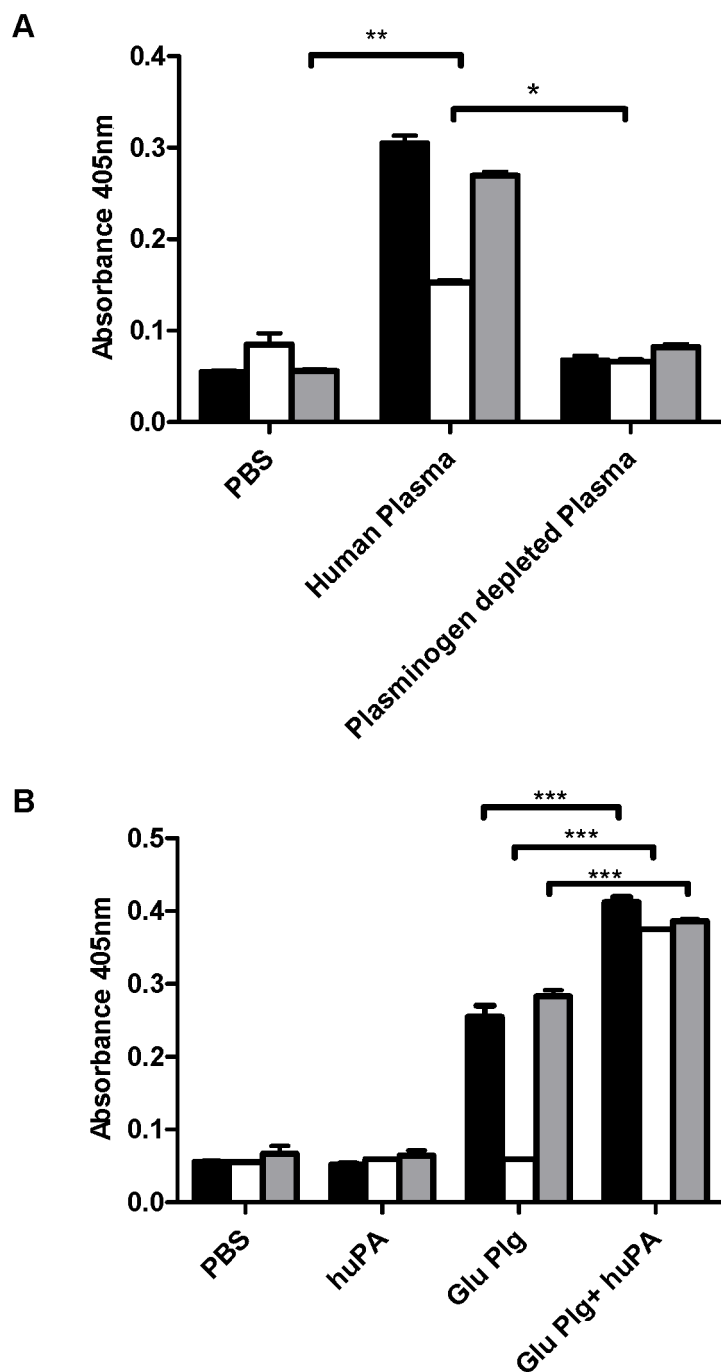 A
**
0.4
*
0.3
0.2
0.1
0.0
Absorbance 405nm
PBS
Human Plasma
Plasminogen depleted Plasma
B
***
***
***
0.5
0.4
0.3
0.2
0.1
0.0
Absorbance 405nm
PBS
huPA
Glu Plg
Glu Plg+ huPA